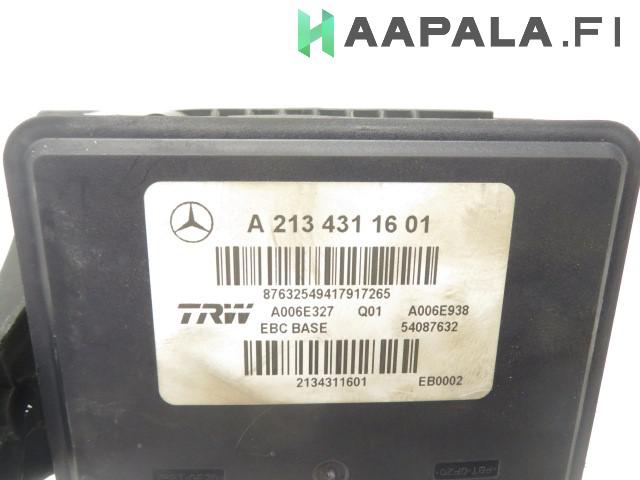 HAAPALA.FI
A 213 431 16 01
87632549417917265
TRW A006E327 Q01 A006E938
EBC BASE 54087632
2134311601 EB0002